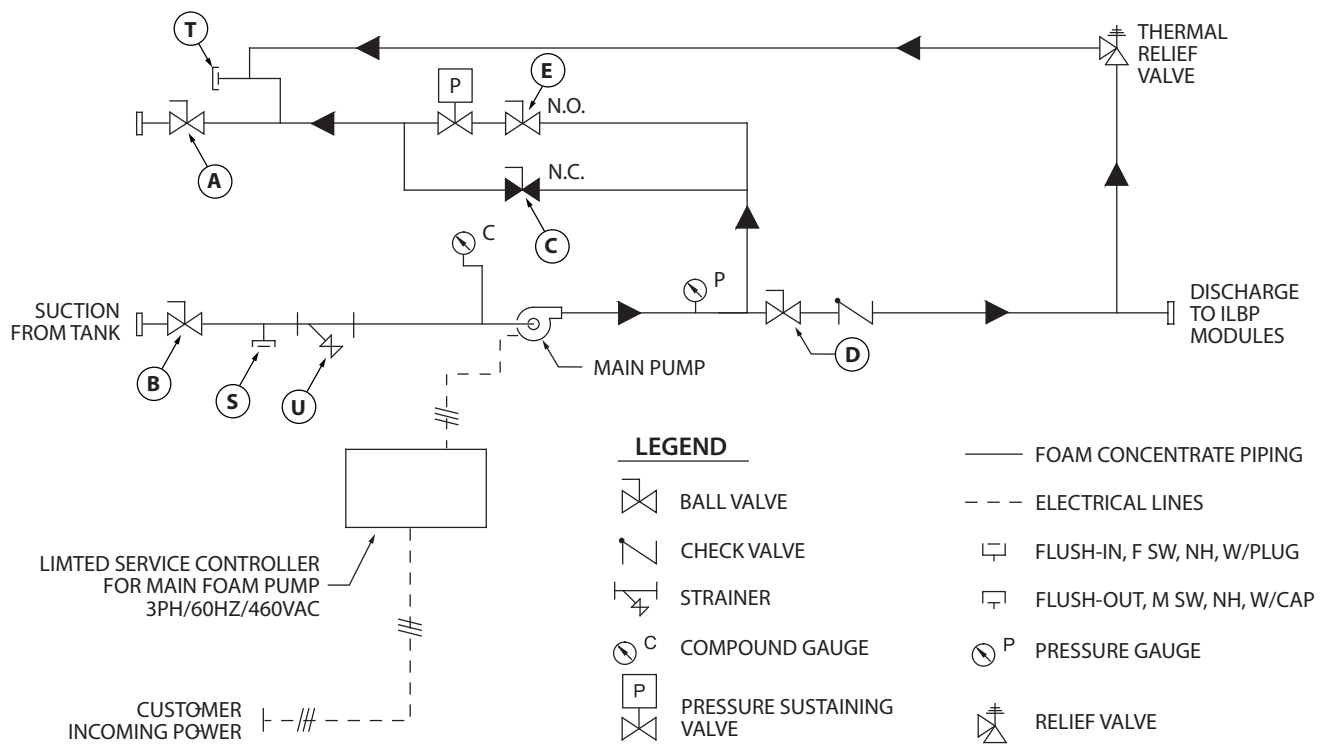 T
THERMAL
RELIEF
VALVE
P
E
N.O.
A
N.C.
C
C
P
SUCTION
FROM TANK
DISCHARGE
TO ILBP
MODULES
B
S
U
MAIN PUMP
D
LIMTED SERVICE CONTROLLER
FOR MAIN FOAM PUMP
3PH/60HZ/460VAC
CUSTOMER
INCOMING POWER
LEGEND
BALL VALVE
CHECK VALVE
STRAINER
C
COMPOUND GAUGE
P
PRESSURE SUSTAINING
VALVE
FOAM CONCENTRATE PIPING
ELECTRICAL LINES
FLUSH-IN, F SW, NH, W/PLUG
FLUSH-OUT, M SW, NH, W/CAP
P
PRESSURE GAUGE
RELIEF VALVE